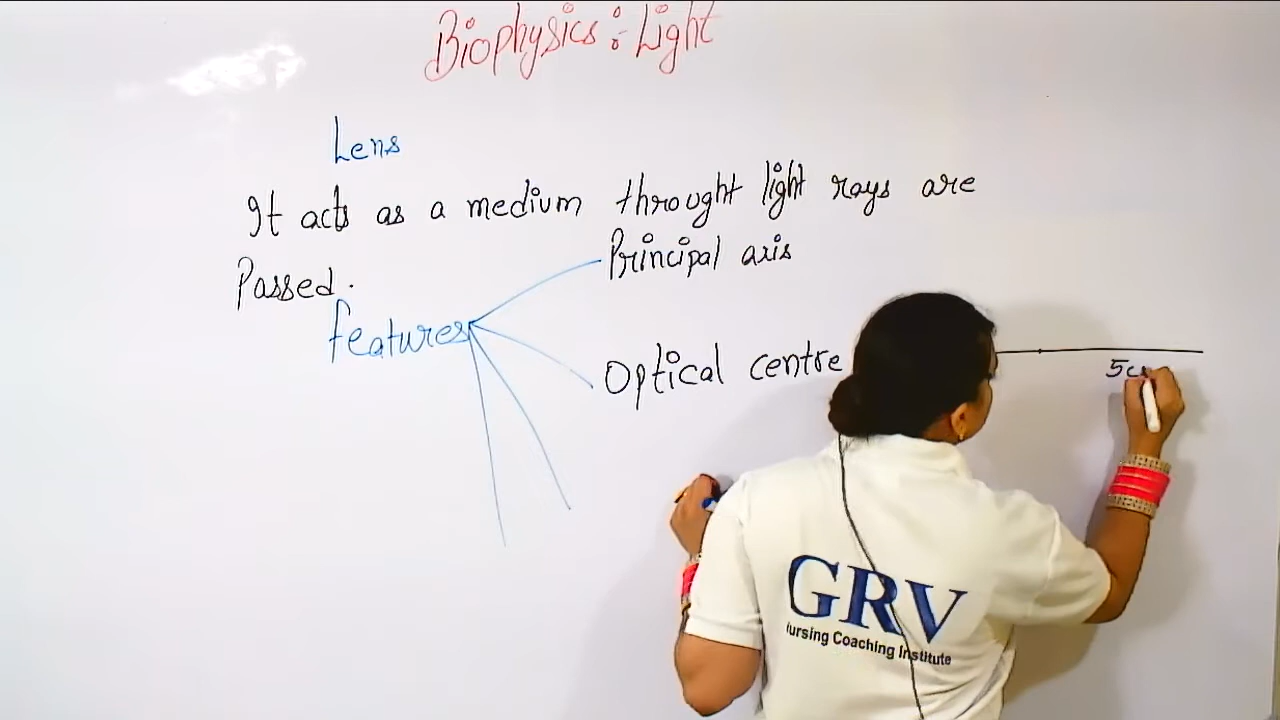 Biophysics : Light
Lens
It acts as a medium throught light rays are
Passed.
features
Principal axis
Optical centre
GRV
Nursing Coaching Institute